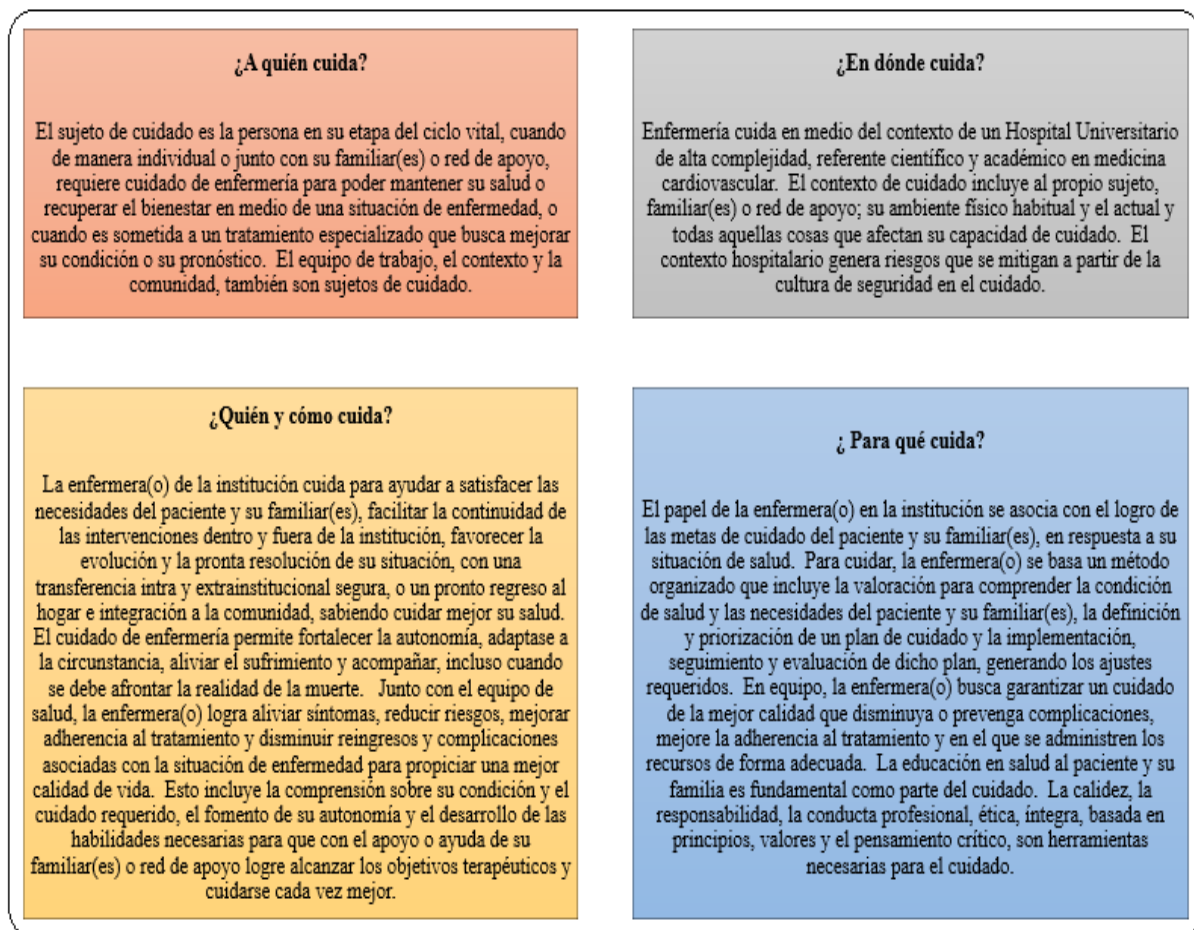 ¿A quién cuida?
El sujeto de cuidado es la persona en su etapa del ciclo vital, cuando
de manera individual o junto con su familiar(es) o red de apoyo,
requiere cuidado de enfermería para poder mantener su salud o
recuperar el bienestar en medio de una situación de enfermedad, o
cuando es sometida a un tratamiento especializado que busca mejorar
su condición o su pronóstico. El equipo de trabajo, el contexto y la
comunidad, también son sujetos de cuidado.
¿En dónde cuida?
Enfermería cuida en medio del contexto de un Hospital Universitario
de alta complejidad, referente científico y académico en medicina
cardiovascular. El contexto de cuidado incluye al propio sujeto,
familiar(es) o red de apoyo; su ambiente físico habitual y el actual y
todas aquellas cosas que afectan su capacidad de cuidado. El
contexto hospitalario genera riesgos que se mitigan a partir de la
cultura de seguridad en el cuidado.
¿Quién y cómo cuida?
La enfermera(o) de la institución cuida para ayudar a satisfacer las
necesidades del paciente y su familiar(es), facilitar la continuidad de
las intervenciones dentro y fuera de la institución, favorecer la
evolución y la pronta resolución de su situación, con una
transferencia intra y extrainstitucional segura, o un pronto regreso al
hogar e integración a la comunidad, sabiendo cuidar mejor su salud.
El cuidado de enfermería permite fortalecer la autonomía, adaptase a
la circunstancia, aliviar el sufrimiento y acompañar, incluso cuando
se debe afrontar la realidad de la muerte. Junto con el equipo de
salud, la enfermera(o) logra aliviar síntomas, reducir riesgos, mejorar
adherencia al tratamiento y disminuir reingresos y complicaciones
asociadas con la situación de enfermedad para propiciar una mejor
calidad de vida. Esto incluye la comprensión sobre su condición y el
cuidado requerido, el fomento de su autonomía y el desarrollo de las
habilidades necesarias para que con el apoyo o ayuda de su
familiar(es) o red de apoyo logre alcanzar los objetivos terapéuticos y
cuidarse cada vez mejor.
¿ Para qué cuida?
El papel de la enfermera(o) en la institución se asocia con el logro de
las metas de cuidado del paciente y su familiar(es), en respuesta a su
situación de salud. Para cuidar, la enfermera(o) se basa un método
organizado que incluye la valoración para comprender la condición
de salud y las necesidades del paciente y su familiar(es), la definición
y priorización de un plan de cuidado y la implementación,
seguimiento y evaluación de dicho plan, generando los ajustes
requeridos. En equipo, la enfermera(o) busca garantizar un cuidado
de la mejor calidad que disminuya o prevenga complicaciones,
mejore la adherencia al tratamiento y en el que se administren los
recursos de forma adecuada. La educación en salud al paciente y su
familia es fundamental como parte del cuidado. La calidez, la
responsabilidad, la conducta profesional, ética, íntegra, basada en
principios, valores y el pensamiento crítico, son herramientas
necesarias para el cuidado.